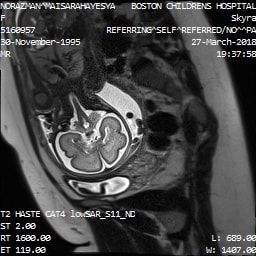 NORAZMAN^MAISARAHAYESYA BOSTON CHILDRENS HOSPITAL
F Skyra
5160957 REFERRING^SELF^REFERRED/NO^^PA
30-November-1995 27-March-2018
MR 19:37:58
T2 HASTE CAT4 lowSAR_S11_ND
ST 2.00
RT 1600.00 L: 689.00
ET 119.00 W: 1407.00